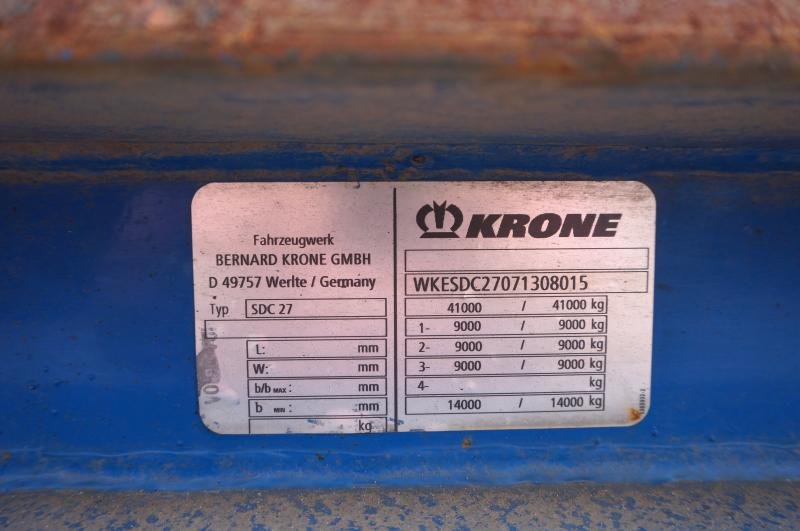 Fahrzeugwerk
BERNARD KRONE GMBH
D 49757 Werlte / Germany
Typ SDC 27
L: mm
W: mm
b/b MAX : mm
b MIN : mm
kg
KRONE
WKESDC27071308015
41000 / 41000 kg
1- 9000 / 9000 kg
2- 9000 / 9000 kg
3- 9000 / 9000 kg
4- kg
14000 / 14000 kg